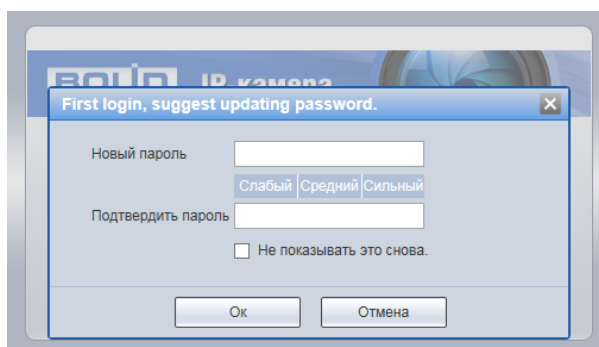 BOLID IP-камера
First login, suggest updating password.
Новый пароль
Слабый Средний Сильный
Подтвердить пароль
Не показывать это снова.
Ок Отмена